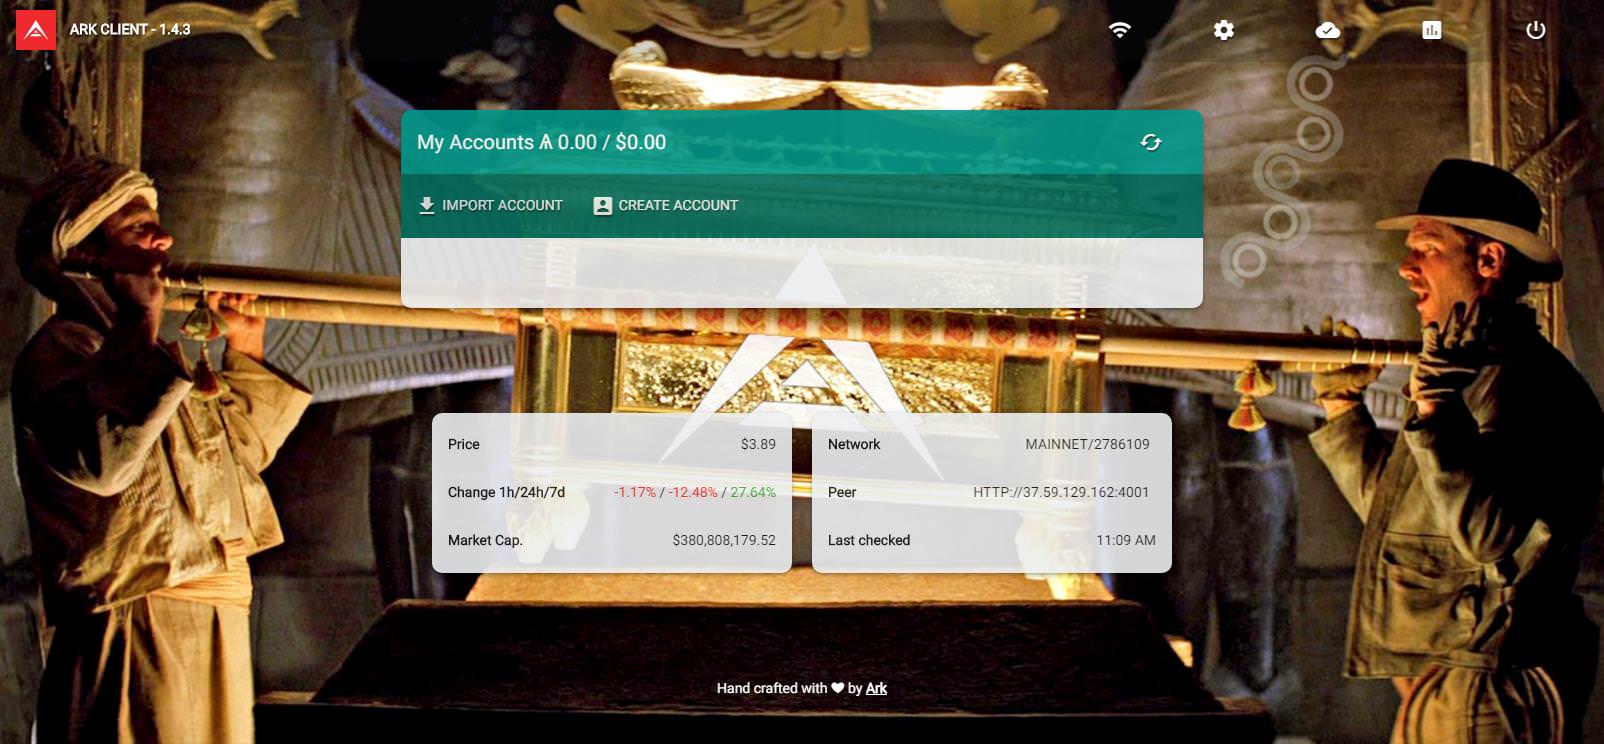 ARK CLIENT - 1.4.3
My Accounts Ѧ 0.00 / $0.00
IMPORT ACCOUNT CREATE ACCOUNT
Price $3.89
Change 1h/24h/7d -1.17% / -12.48% / 27.64%
Market Cap. $380,808,179.52
Network MAINNET/2786109
Peer HTTP://37.59.129.162:4001
Last checked 11:09 AM
Hand crafted with ♥ by Ark